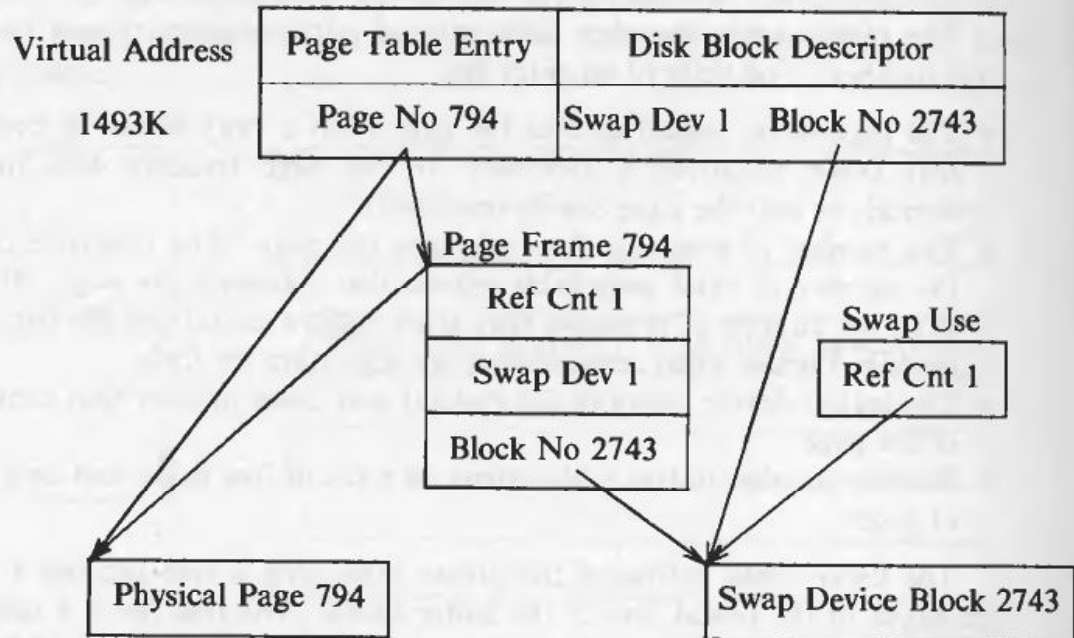 Virtual Address
Page Table Entry
Disk Block Descriptor
1493K
Page No 794
Swap Dev 1 Block No 2743
Page Frame 794
Ref Cnt 1
Swap Dev 1
Block No 2743
Swap Use
Ref Cnt 1
Physical Page 794
Swap Device Block 2743